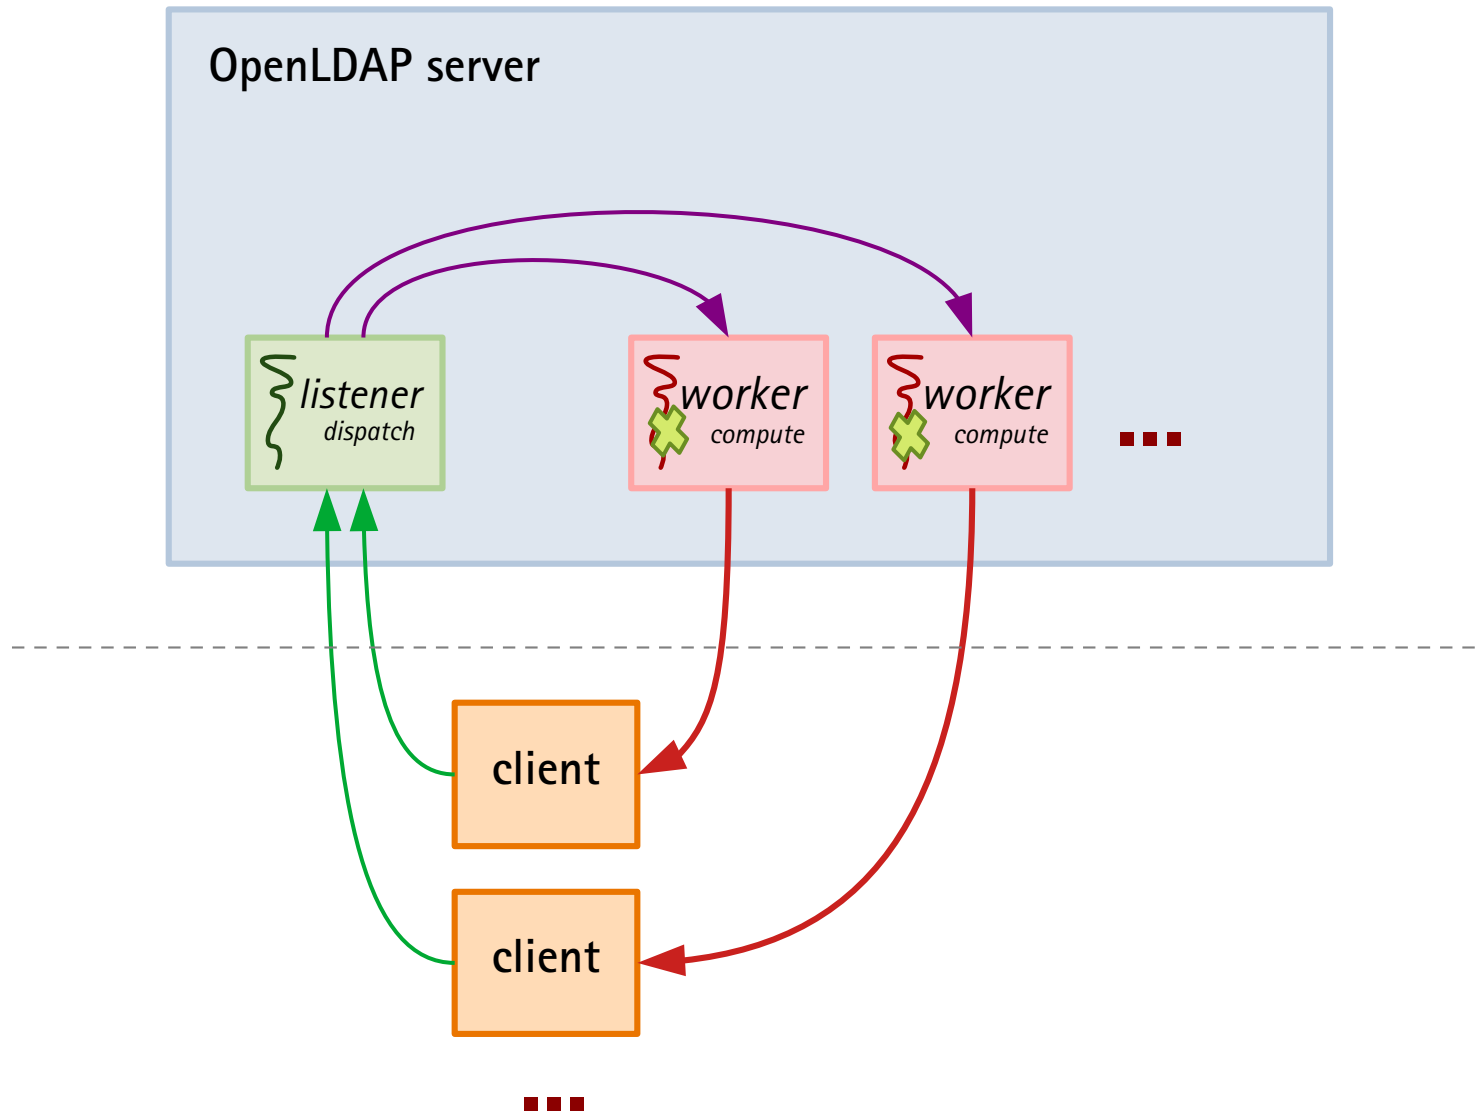 OpenLDAP server
listener
dispatch
worker
compute
worker
compute
client
client